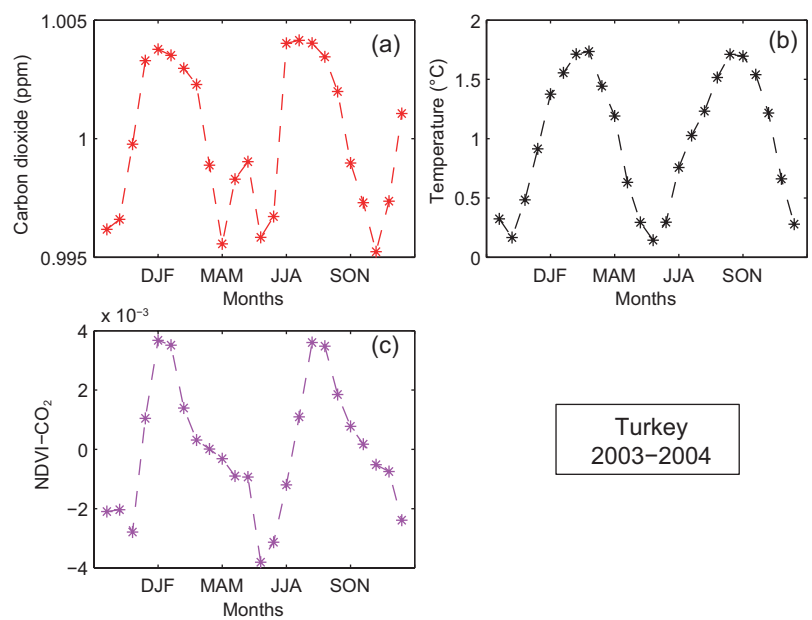 1.005
(a)
1
0.995
Carbon dioxide (ppm)
DJF MAM JJA SON
Months
2
(b)
1.5
1
0.5
0
Temperature (°C)
DJF MAM JJA SON
Months
x 10⁻³
4
(c)
2
0
−2
−4
NDVI−CO₂
DJF MAM JJA SON
Months
Turkey
2003−2004